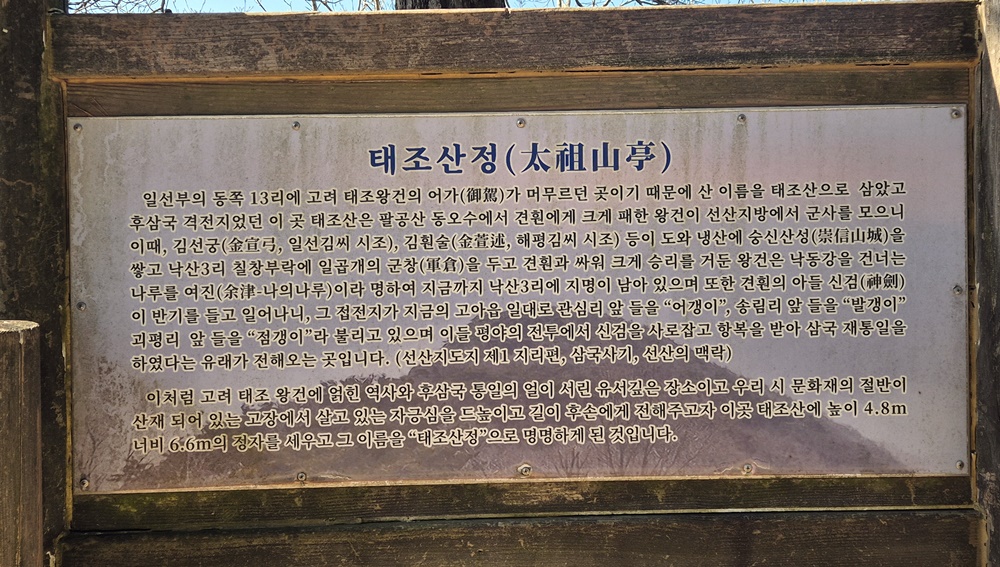 태조산정(太祖山亭)
일선부의 동쪽 13리에 고려 태조왕건의 어가(御駕)가 머무르던 곳이기 때문에 산 이름을 태조산으로 삼았고
후삼국 격전지었던 이 곳 태조산은 팔공산 동오수에서 견훤에게 크게 패한 왕건이 선산지방에서 군사를 모으니
이때, 김선궁(金宣弓, 일선김씨 시조), 김훤술(金萱述, 해평김씨 시조) 등이 도와 냉산에 숭신산성(崇信山城)을
쌓고 낙산3리 칠창부락에 일곱개의 군창(軍倉)을 두고 견훤과 싸워 크게 승리를 거둔 왕건은 낙동강을 건너는
나루를 여진(余津-나의나루)이라 명하여 지금까지 낙산3리에 지명이 남아 있으며 또한 견훤의 아들 신검(神劍)
이 반기를 들고 일어나니, 그 접전지가 지금의 고아읍 일대로 관심리 앞 들을 “어갱이”, 송림리 앞 들을 “발갱이”
괴평리 앞 들을 “점갱이”라 불리고 있으며 이들 평야의 전투에서 신검을 사로잡고 항복을 받아 삼국 재통일을
하였다는 유래가 전해오는 곳입니다. (선산지도지 제1 지리편, 삼국사기, 선산의 맥락)
이처럼 고려 태조 왕건에 얽힌 역사와 후삼국 통일의 얼이 서린 유서깊은 장소이고 우리 시 문화재의 절반이
산재 되어 있는 고장에서 살고 있는 자긍심을 드높이고 길이 후손에게 전해주고자 이곳 태조산에 높이 4.8m
너비 6.6m의 정자를 세우고 그 이름을 “태조산정”으로 명명하게 된 것입니다.